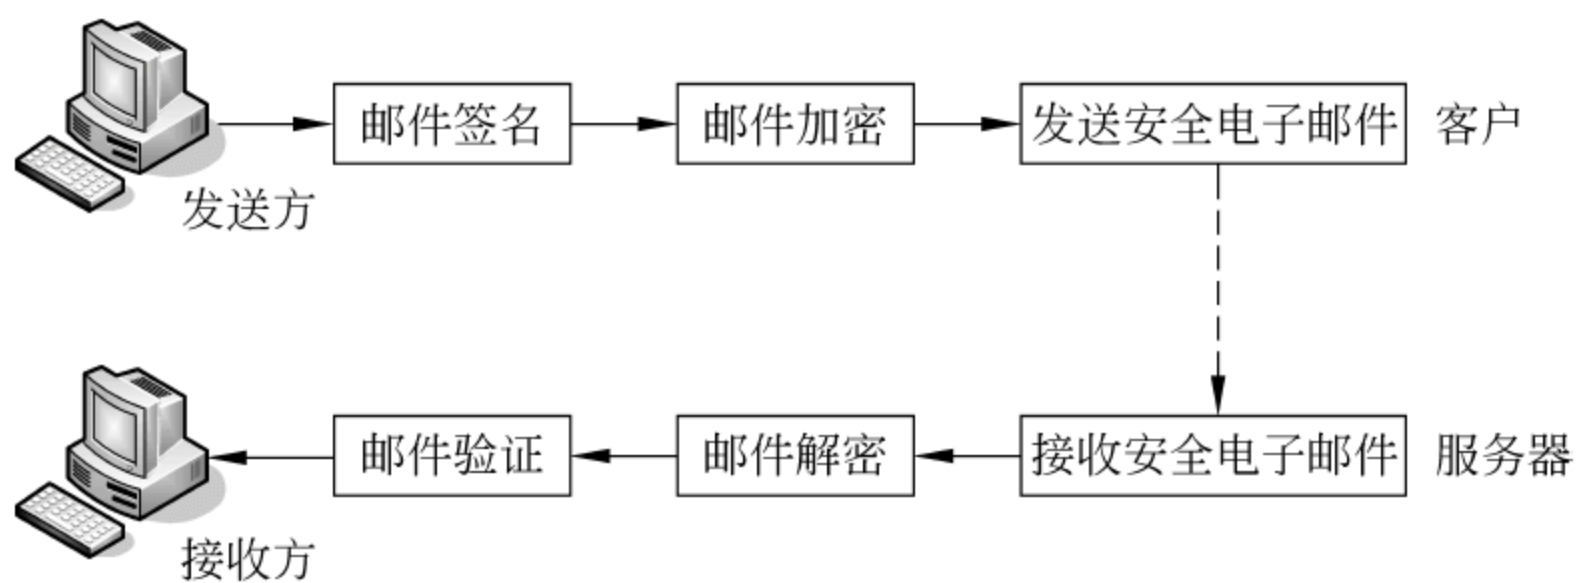 邮件签名
邮件加密
发送安全电子邮件
客户
发送方
邮件验证
邮件解密
接收安全电子邮件
服务器
接收方